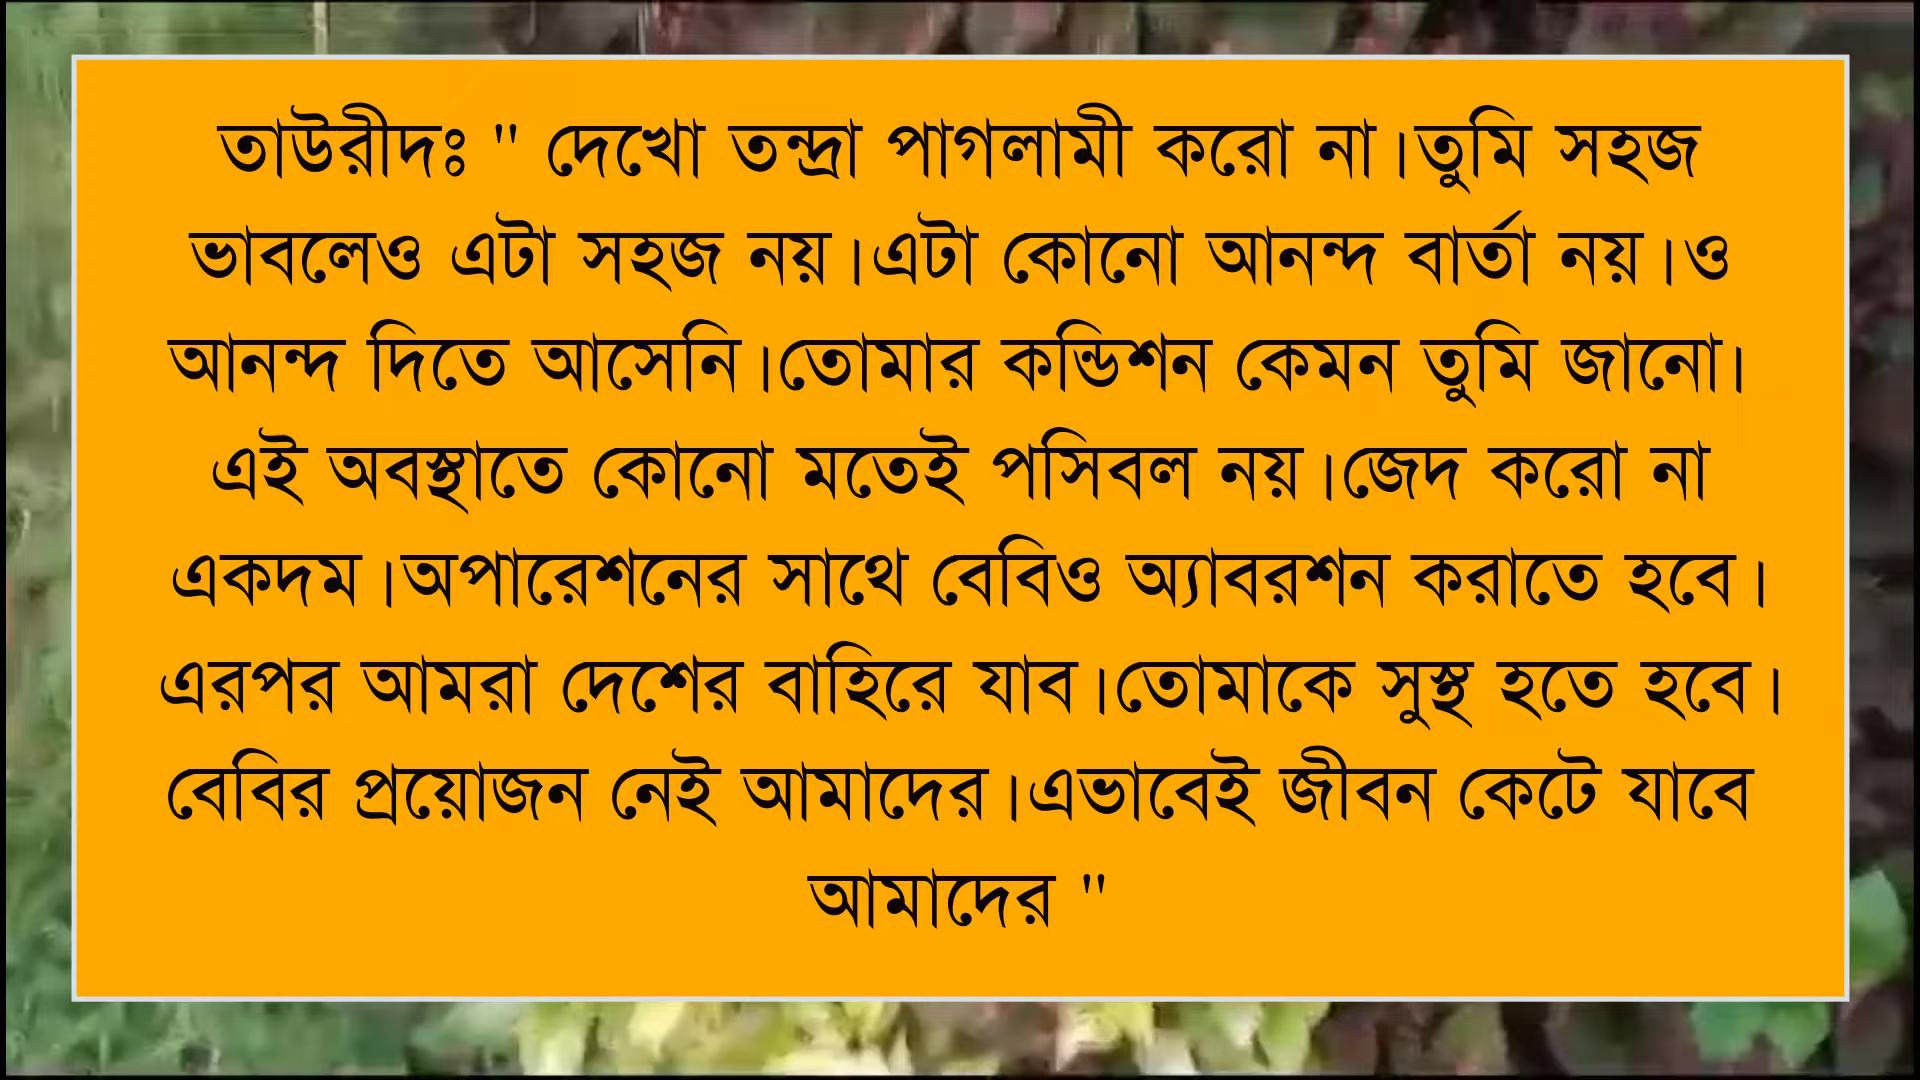 তাউরীদঃ " দেখো তন্দ্রা পাগলামী করো না।তুমি সহজ
ভাবলেও এটা সহজ নয়।এটা কোনো আনন্দ বার্তা নয়।ও
আনন্দ দিতে আসেনি।তোমার কন্ডিশন কেমন তুমি জানো।
এই অবস্থাতে কোনো মতেই পসিবল নয়।জেদ করো না
একদম।অপারেশনের সাথে বেবিও অ্যাবরশন করাতে হবে।
এরপর আমরা দেশের বাহিরে যাব।তোমাকে সুস্থ হতে হবে।
বেবির প্রয়োজন নেই আমাদের।এভাবেই জীবন কেটে যাবে
আমাদের "